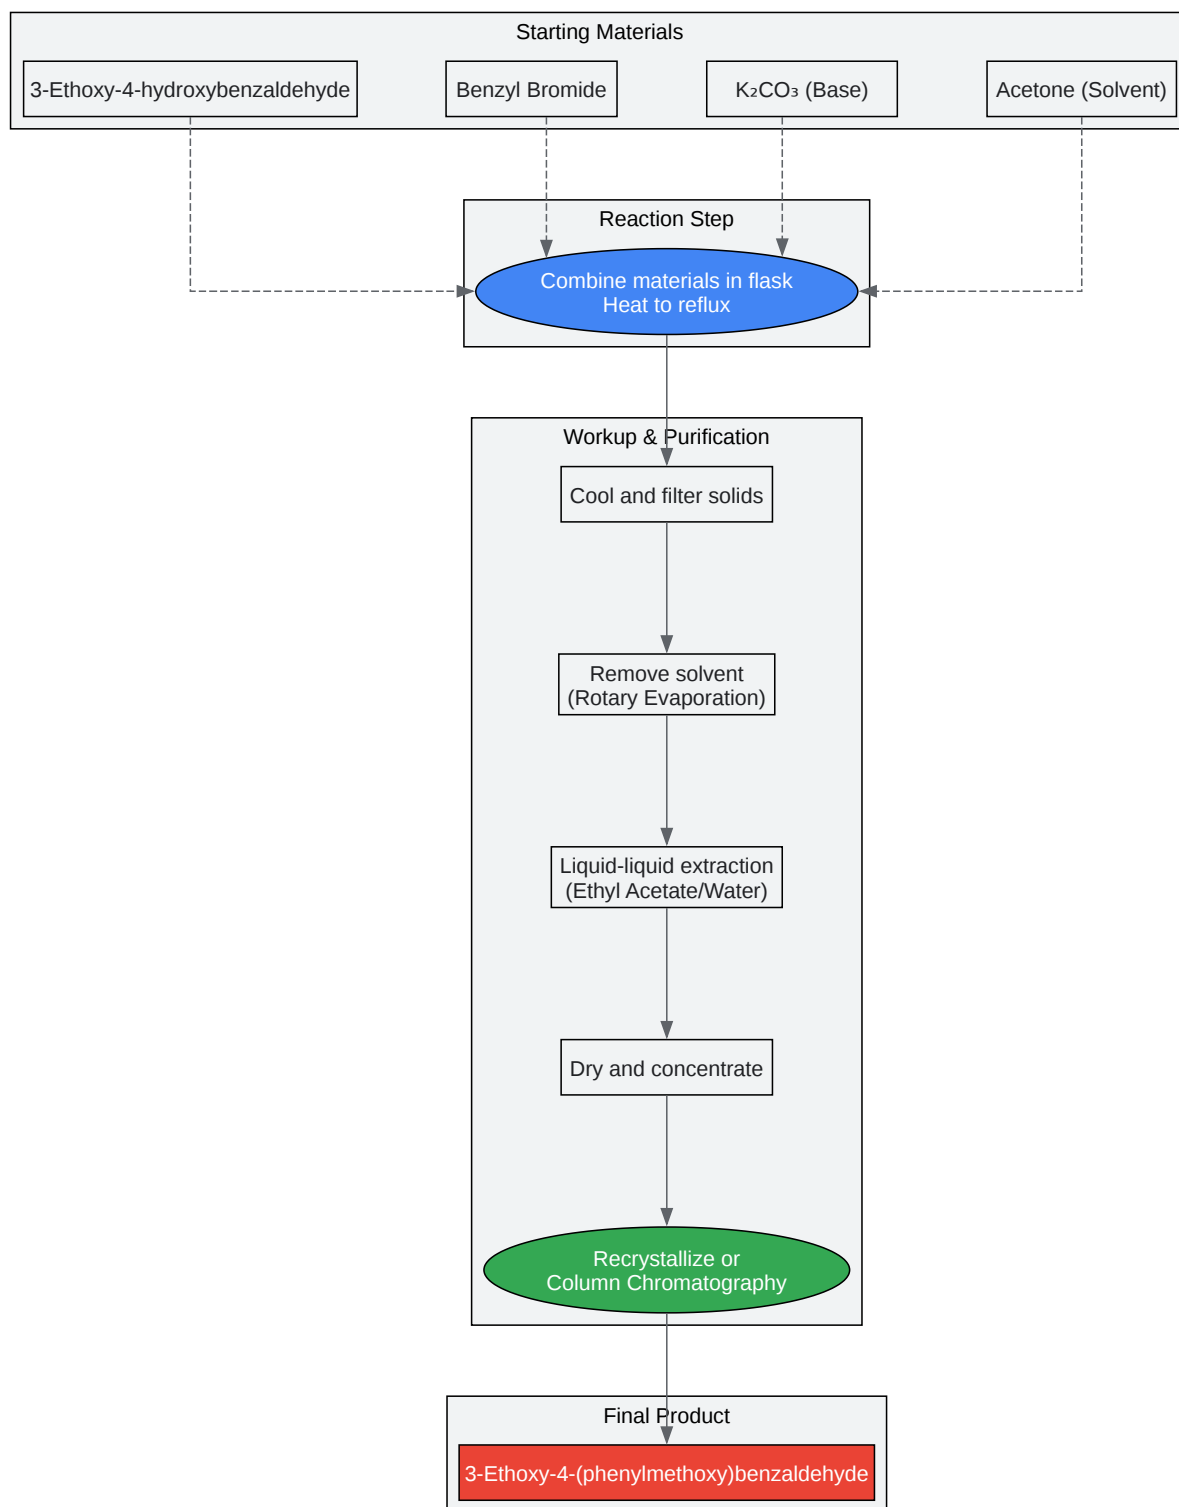 Starting Materials
3-Ethoxy-4-hydroxybenzaldehyde
Benzyl Bromide
K₂CO₃ (Base)
Acetone (Solvent)
Reaction Step
Combine materials in flask
Heat to reflux
Workup & Purification
Cool and filter solids
Remove solvent
(Rotary Evaporation)
Liquid-liquid extraction
(Ethyl Acetate/Water)
Dry and concentrate
Recrystallize or
Column Chromatography
Final Product
3-Ethoxy-4-(phenylmethoxy)benzaldehyde